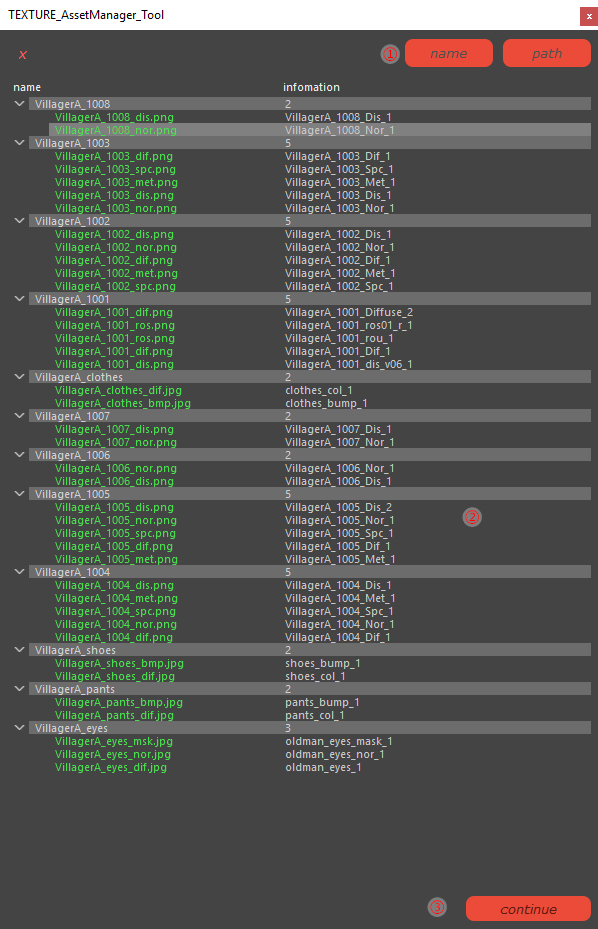 TEXTURE_AssetManager_Tool x
x ① name path
name infomation
VillagerA_1008 2
VillagerA_1008_dis.png VillagerA_1008_Dis_1
VillagerA_1008_nor.png VillagerA_1008_Nor_1
VillagerA_1003 5
VillagerA_1003_dif.png VillagerA_1003_Dif_1
VillagerA_1003_spc.png VillagerA_1003_Spc_1
VillagerA_1003_met.png VillagerA_1003_Met_1
VillagerA_1003_dis.png VillagerA_1003_Dis_1
VillagerA_1003_nor.png VillagerA_1003_Nor_1
VillagerA_1002 5
VillagerA_1002_dis.png VillagerA_1002_Dis_1
VillagerA_1002_nor.png VillagerA_1002_Nor_1
VillagerA_1002_dif.png VillagerA_1002_Dif_1
VillagerA_1002_met.png VillagerA_1002_Met_1
VillagerA_1002_spc.png VillagerA_1002_Spc_1
VillagerA_1001 5
VillagerA_1001_dif.png VillagerA_1001_Diffuse_2
VillagerA_1001_ros.png VillagerA_1001_ros01_r_1
VillagerA_1001_ros.png VillagerA_1001_rou_1
VillagerA_1001_dif.png VillagerA_1001_Dif_1
VillagerA_1001_dis.png VillagerA_1001_dis_v06_1
VillagerA_clothes 2
VillagerA_clothes_dif.jpg clothes_col_1
VillagerA_clothes_bmp.jpg clothes_bump_1
VillagerA_1007 2
VillagerA_1007_dis.png VillagerA_1007_Dis_1
VillagerA_1007_nor.png VillagerA_1007_Nor_1
VillagerA_1006 2
VillagerA_1006_nor.png VillagerA_1006_Nor_1
VillagerA_1006_dis.png VillagerA_1006_Dis_1
VillagerA_1005 5
VillagerA_1005_dis.png VillagerA_1005_Dis_2
VillagerA_1005_nor.png VillagerA_1005_Nor_1 ②
VillagerA_1005_spc.png VillagerA_1005_Spc_1
VillagerA_1005_dif.png VillagerA_1005_Dif_1
VillagerA_1005_met.png VillagerA_1005_Met_1
VillagerA_1004 5
VillagerA_1004_dis.png VillagerA_1004_Dis_1
VillagerA_1004_met.png VillagerA_1004_Met_1
VillagerA_1004_spc.png VillagerA_1004_Spc_1
VillagerA_1004_nor.png VillagerA_1004_Nor_1
VillagerA_1004_dif.png VillagerA_1004_Dif_1
VillagerA_shoes 2
VillagerA_shoes_bmp.jpg shoes_bump_1
VillagerA_shoes_dif.jpg shoes_col_1
VillagerA_pants 2
VillagerA_pants_bmp.jpg pants_bump_1
VillagerA_pants_dif.jpg pants_col_1
VillagerA_eyes 3
VillagerA_eyes_msk.jpg oldman_eyes_mask_1
VillagerA_eyes_nor.jpg oldman_eyes_nor_1
VillagerA_eyes_dif.jpg oldman_eyes_1
③ continue